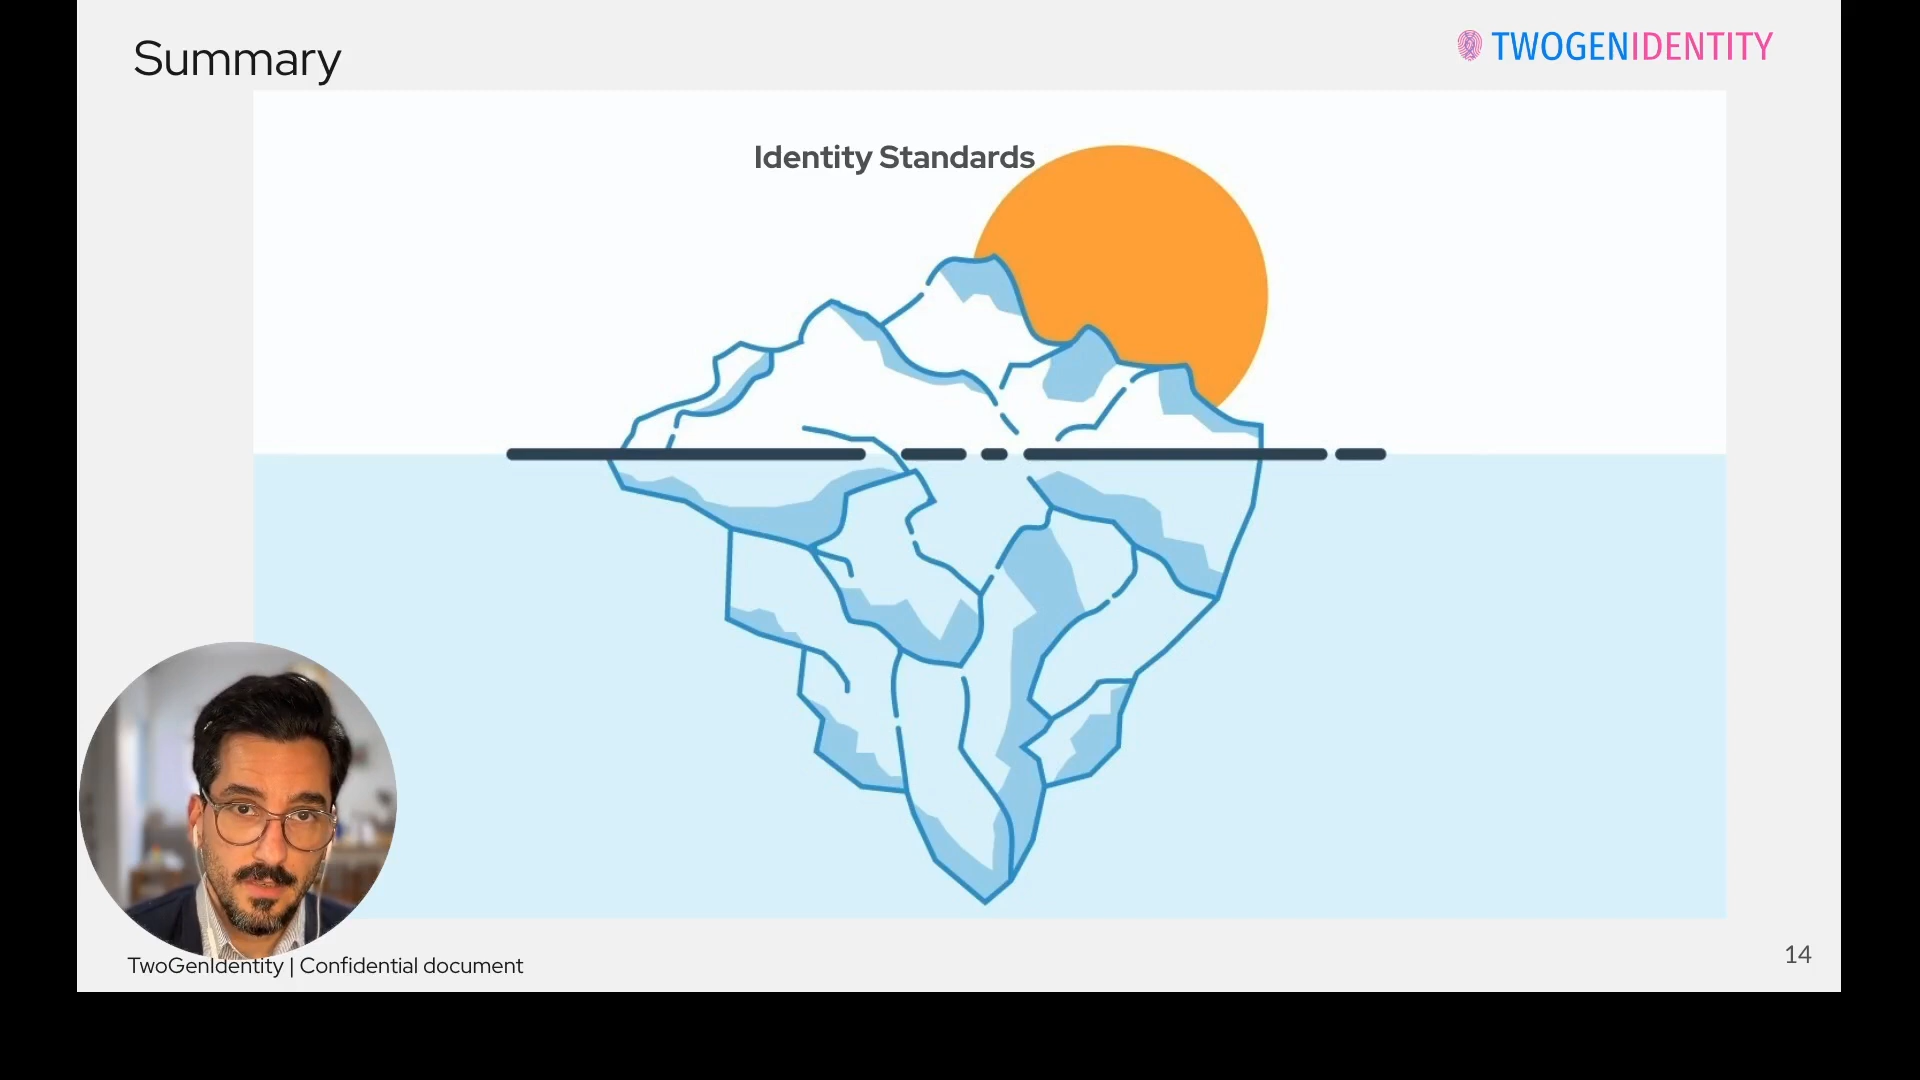 Summary
TWOGENIDENTITY
Identity Standards
TwoGenIdentity | Confidential document
14